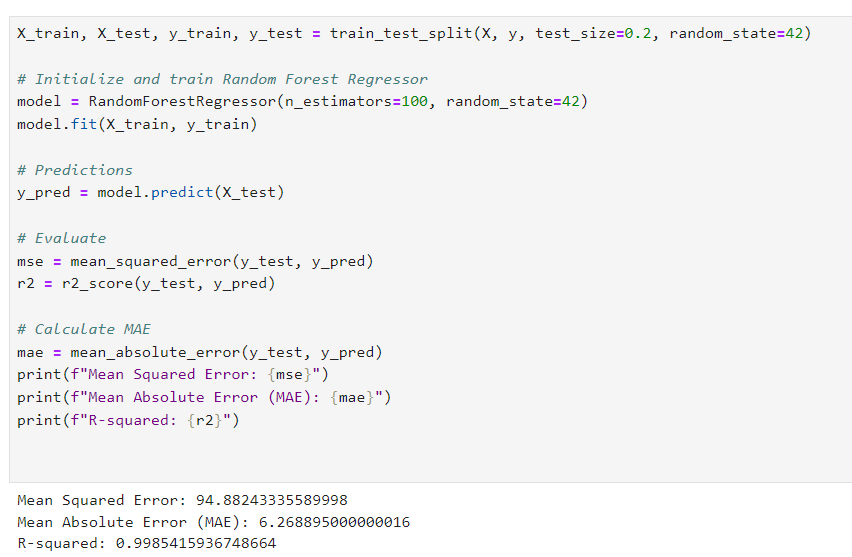 X_train, X_test, y_train, y_test = train_test_split(X, y, test_size=0.2, random_state=42)
# Initialize and train Random Forest Regressor
model = RandomForestRegressor(n_estimators=100, random_state=42)
model.fit(X_train, y_train)
# Predictions
y_pred = model.predict(X_test)
# Evaluate
mse = mean_squared_error(y_test, y_pred)
r2 = r2_score(y_test, y_pred)
# Calculate MAE
mae = mean_absolute_error(y_test, y_pred)
print(f"Mean Squared Error: {mse}")
print(f"Mean Absolute Error (MAE): {mae}")
print(f"R-squared: {r2}")
Mean Squared Error: 94.88243335589998
Mean Absolute Error (MAE): 6.268895000000016
R-squared: 0.9985415936748664